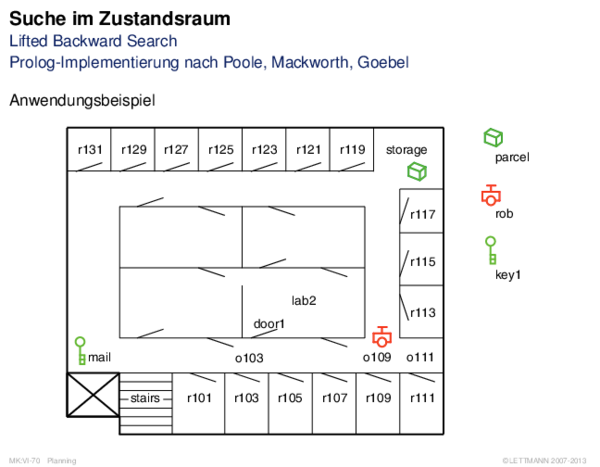 Suche im Zustandsraum
Lifted Backward Search
Prolog-Implementierung nach Poole, Mackworth, Goebel
Anwendungsbeispiel
r131 r129 r127 r125 r123 r121 r119 storage
parcel
r117
rob
r115
key1
lab2
r113
door1
mail o103 o109 o111
stairs r101 r103 r105 r107 r109 r111
MK:VI-70 Planning ©LETTMANN 2007-2013